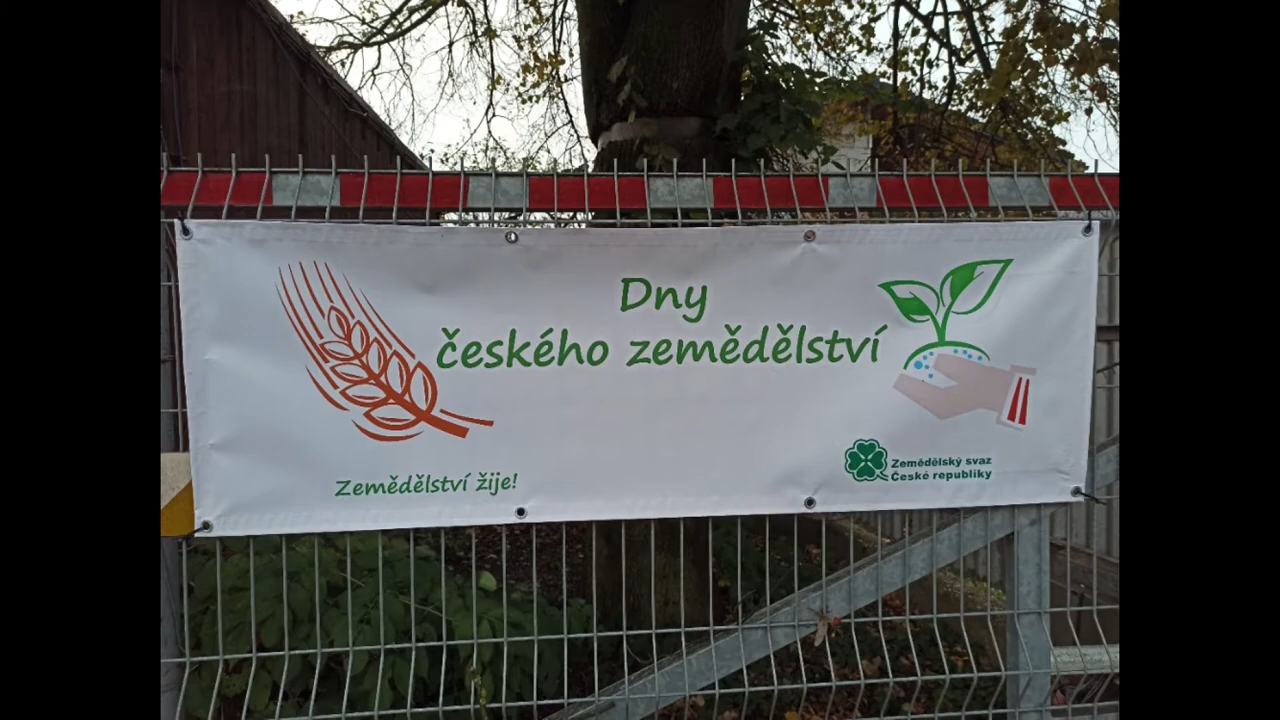 Dny
českého zemědělství
Zemědělství žije!
Zemědělský svaz
České republiky